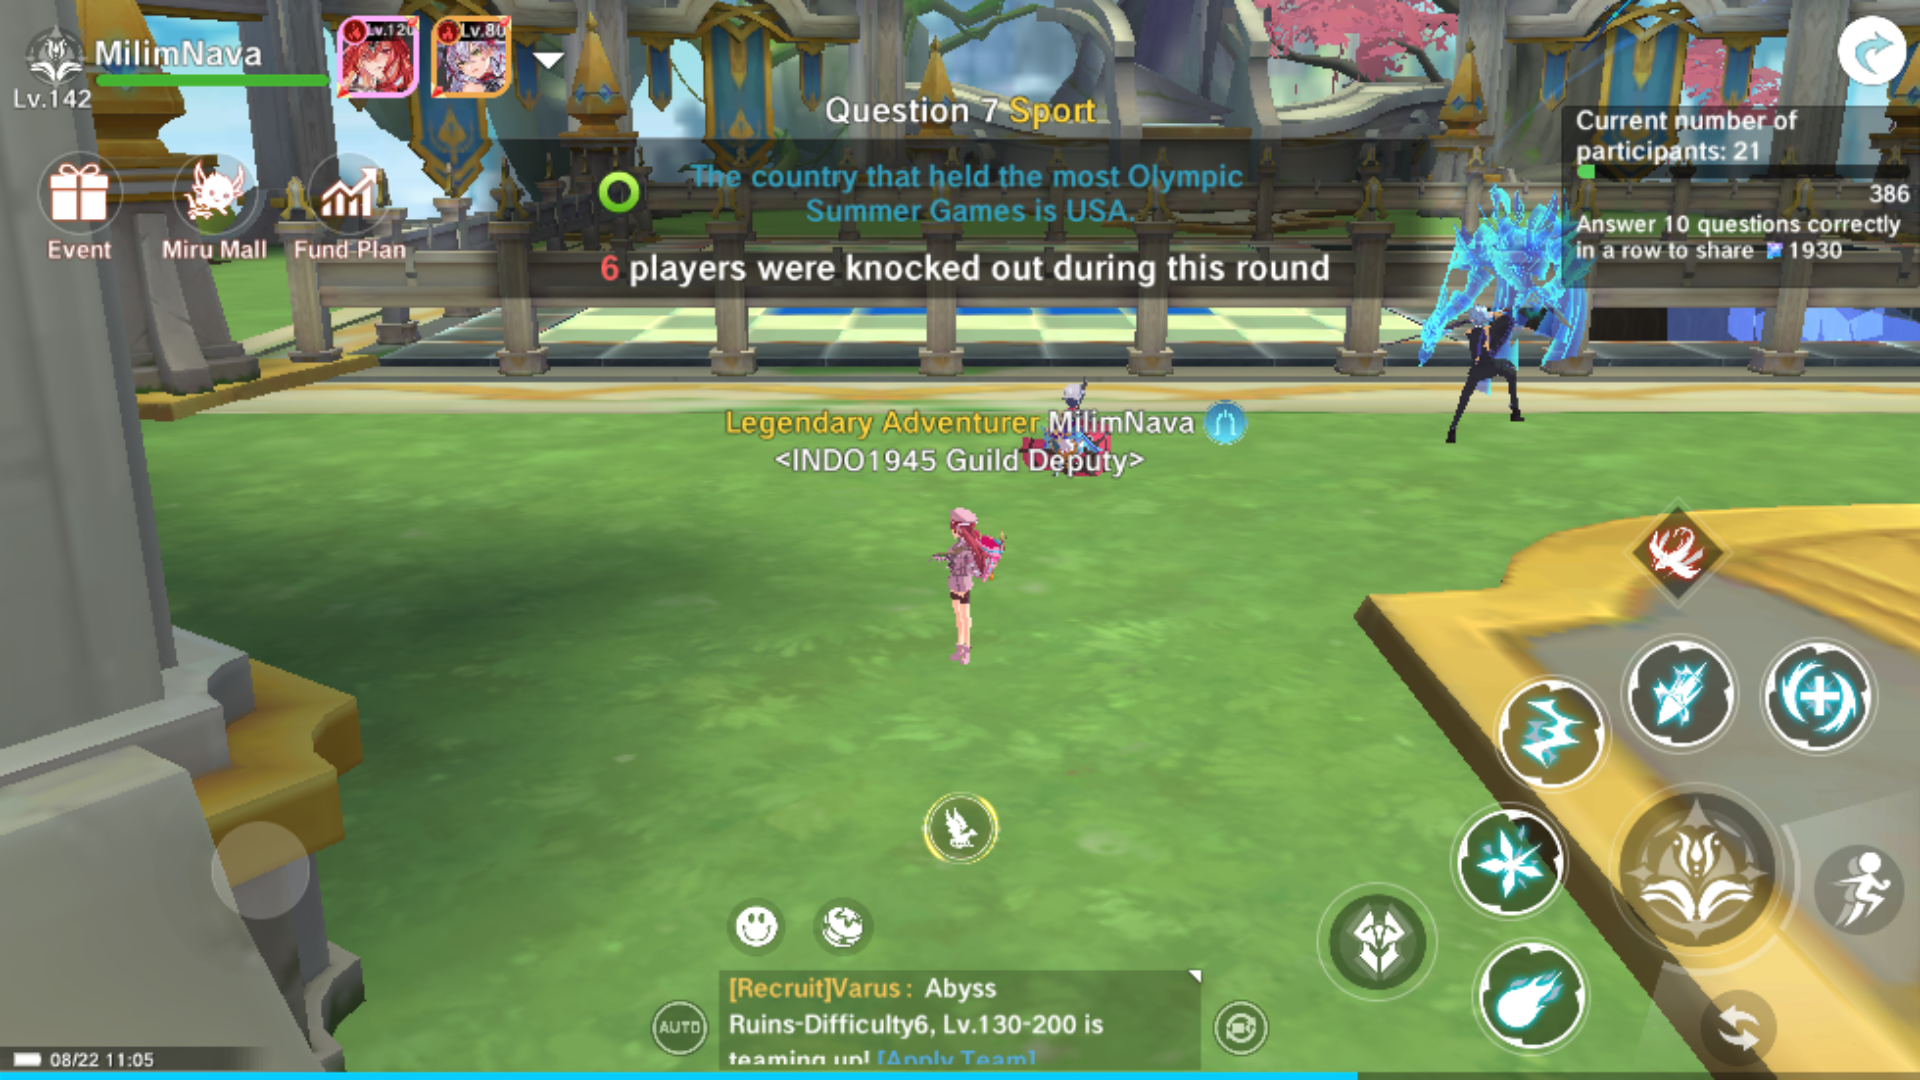 MilimNava
Lv.142
Lv.120
Lv.80
Event
Miru Mall
Fund Plan
Question 7 Sport
The country that held the most Olympic
Summer Games is USA.
6 players were knocked out during this round
Current number of
participants: 21
386
Answer 10 questions correctly
in a row to share 1930
Legendary Adventurer MilimNava
<INDO1945 Guild Deputy>
[Recruit]Varus : Abyss
Ruins-Difficulty6, Lv.130-200 is
teaming up! [Apply Team]
AUTO
08/22 11:05